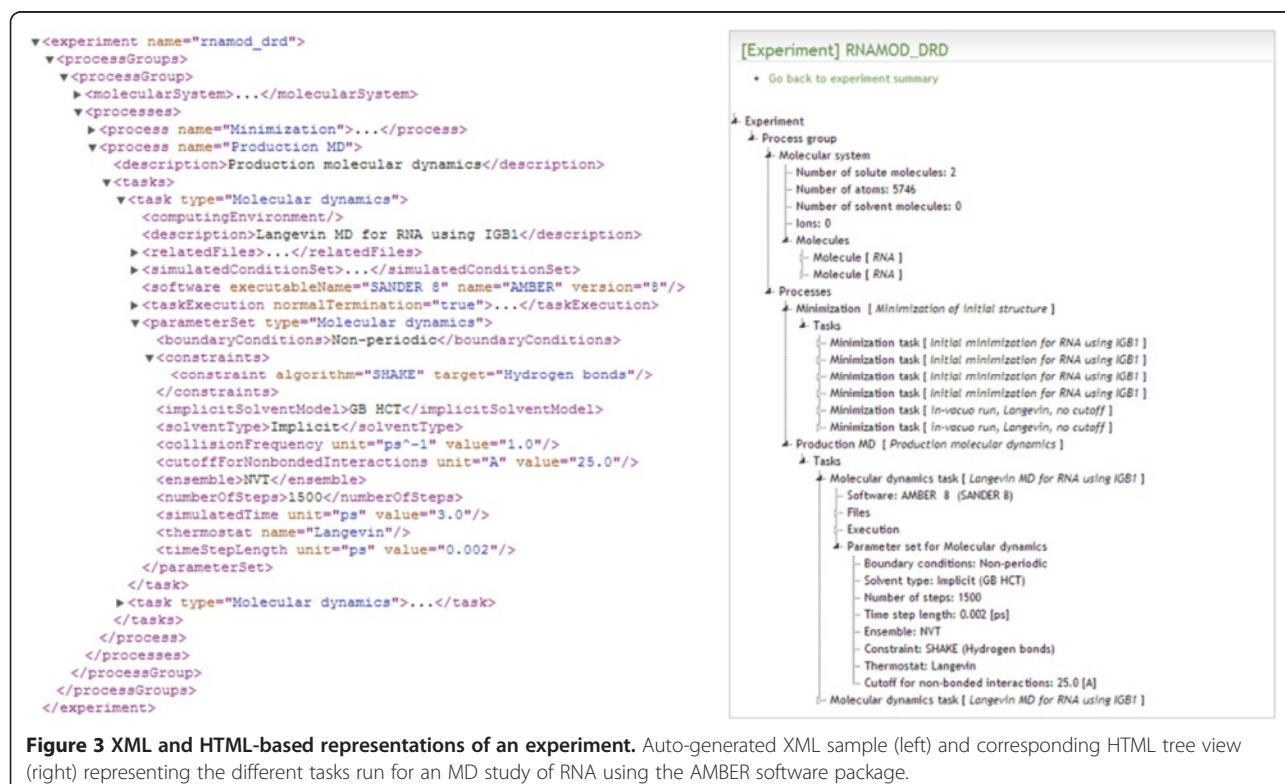 ▼<experiment name="rnamod_drd">
▼<processGroups>
▼<processGroup>
▶<molecularSystem>...</molecularSystem>
▼<processes>
▶<process name="Minimization">...</process>
▼<process name="Production MD">
<description>Production molecular dynamics</description>
▼<tasks>
▼<task type="Molecular dynamics">
<computingEnvironment/>
<description>Langevin MD for RNA using IGB1</description>
▶<relatedFiles>...</relatedFiles>
▶<simulatedConditionSet>...</simulatedConditionSet>
<software executableName="SANDER 8" name="AMBER" version="8"/>
▶<taskExecution normalTermination="true">...</taskExecution>
▼<parameterSet type="Molecular dynamics">
<boundaryConditions>Non-periodic</boundaryConditions>
▼<constraints>
<constraint algorithm="SHAKE" target="Hydrogen bonds"/>
</constraints>
<implicitSolventModel>GB HCT</implicitSolventModel>
<solventType>Implicit</solventType>
<collisionFrequency unit="ps^-1" value="1.0"/>
<cutoffForNonbondedInteractions unit="A" value="25.0"/>
<ensemble>NVT</ensemble>
<numberOfSteps>1500</numberOfSteps>
<simulatedTime unit="ps" value="3.0"/>
<thermostat name="Langevin"/>
<timeStepLength unit="ps" value="0.002"/>
</parameterSet>
</task>
▶<task type="Molecular dynamics">...</task>
</tasks>
</process>
</processes>
</processGroup>
</processGroups>
</experiment>
[Experiment] RNAMOD_DRD
• Go back to experiment summary
Experiment
Process group
Molecular system
Number of solute molecules: 2
Number of atoms: 5746
Number of solvent molecules: 0
Ions: 0
Molecules
Molecule [ RNA ]
Molecule [ RNA ]
Processes
Minimization [ Minimization of initial structure ]
Tasks
Minimization task [ Initial minimization for RNA using IGB1 ]
Minimization task [ Initial minimization for RNA using IGB1 ]
Minimization task [ Initial minimization for RNA using IGB1 ]
Minimization task [ Initial minimization for RNA using IGB1 ]
Minimization task [ in-vacuo run, Langevin, no cutoff ]
Minimization task [ in-vacuo run, Langevin, no cutoff ]
Production MD [ Production molecular dynamics ]
Tasks
Molecular dynamics task [ Langevin MD for RNA using IGB1 ]
Software: AMBER 8 (SANDER 8)
Files
Execution
Parameter set for Molecular dynamics
Boundary conditions: Non-periodic
Solvent type: Implicit (GB HCT)
Number of steps: 1500
Time step length: 0.002 [ps]
Ensemble: NVT
Constraint: SHAKE (Hydrogen bonds)
Thermostat: Langevin
Cutoff for non-bonded interactions: 25.0 [A]
Molecular dynamics task [ Langevin MD for RNA using IGB1 ]
Figure 3 XML and HTML-based representations of an experiment. Auto-generated XML sample (left) and corresponding HTML tree view
(right) representing the different tasks run for an MD study of RNA using the AMBER software package.